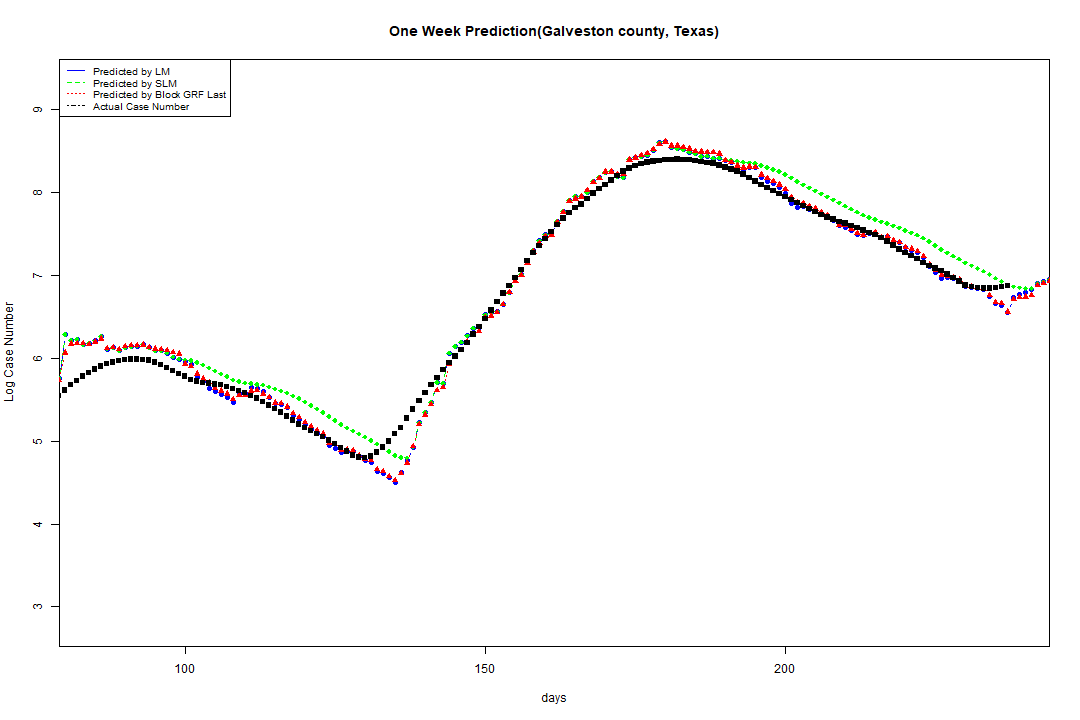 One Week Prediction(Galveston county, Texas)
Predicted by LM
Predicted by SLM
Predicted by Block GRF Last
Actual Case Number
9
8
7
6
5
4
3
Log Case Number
100
150
200
days